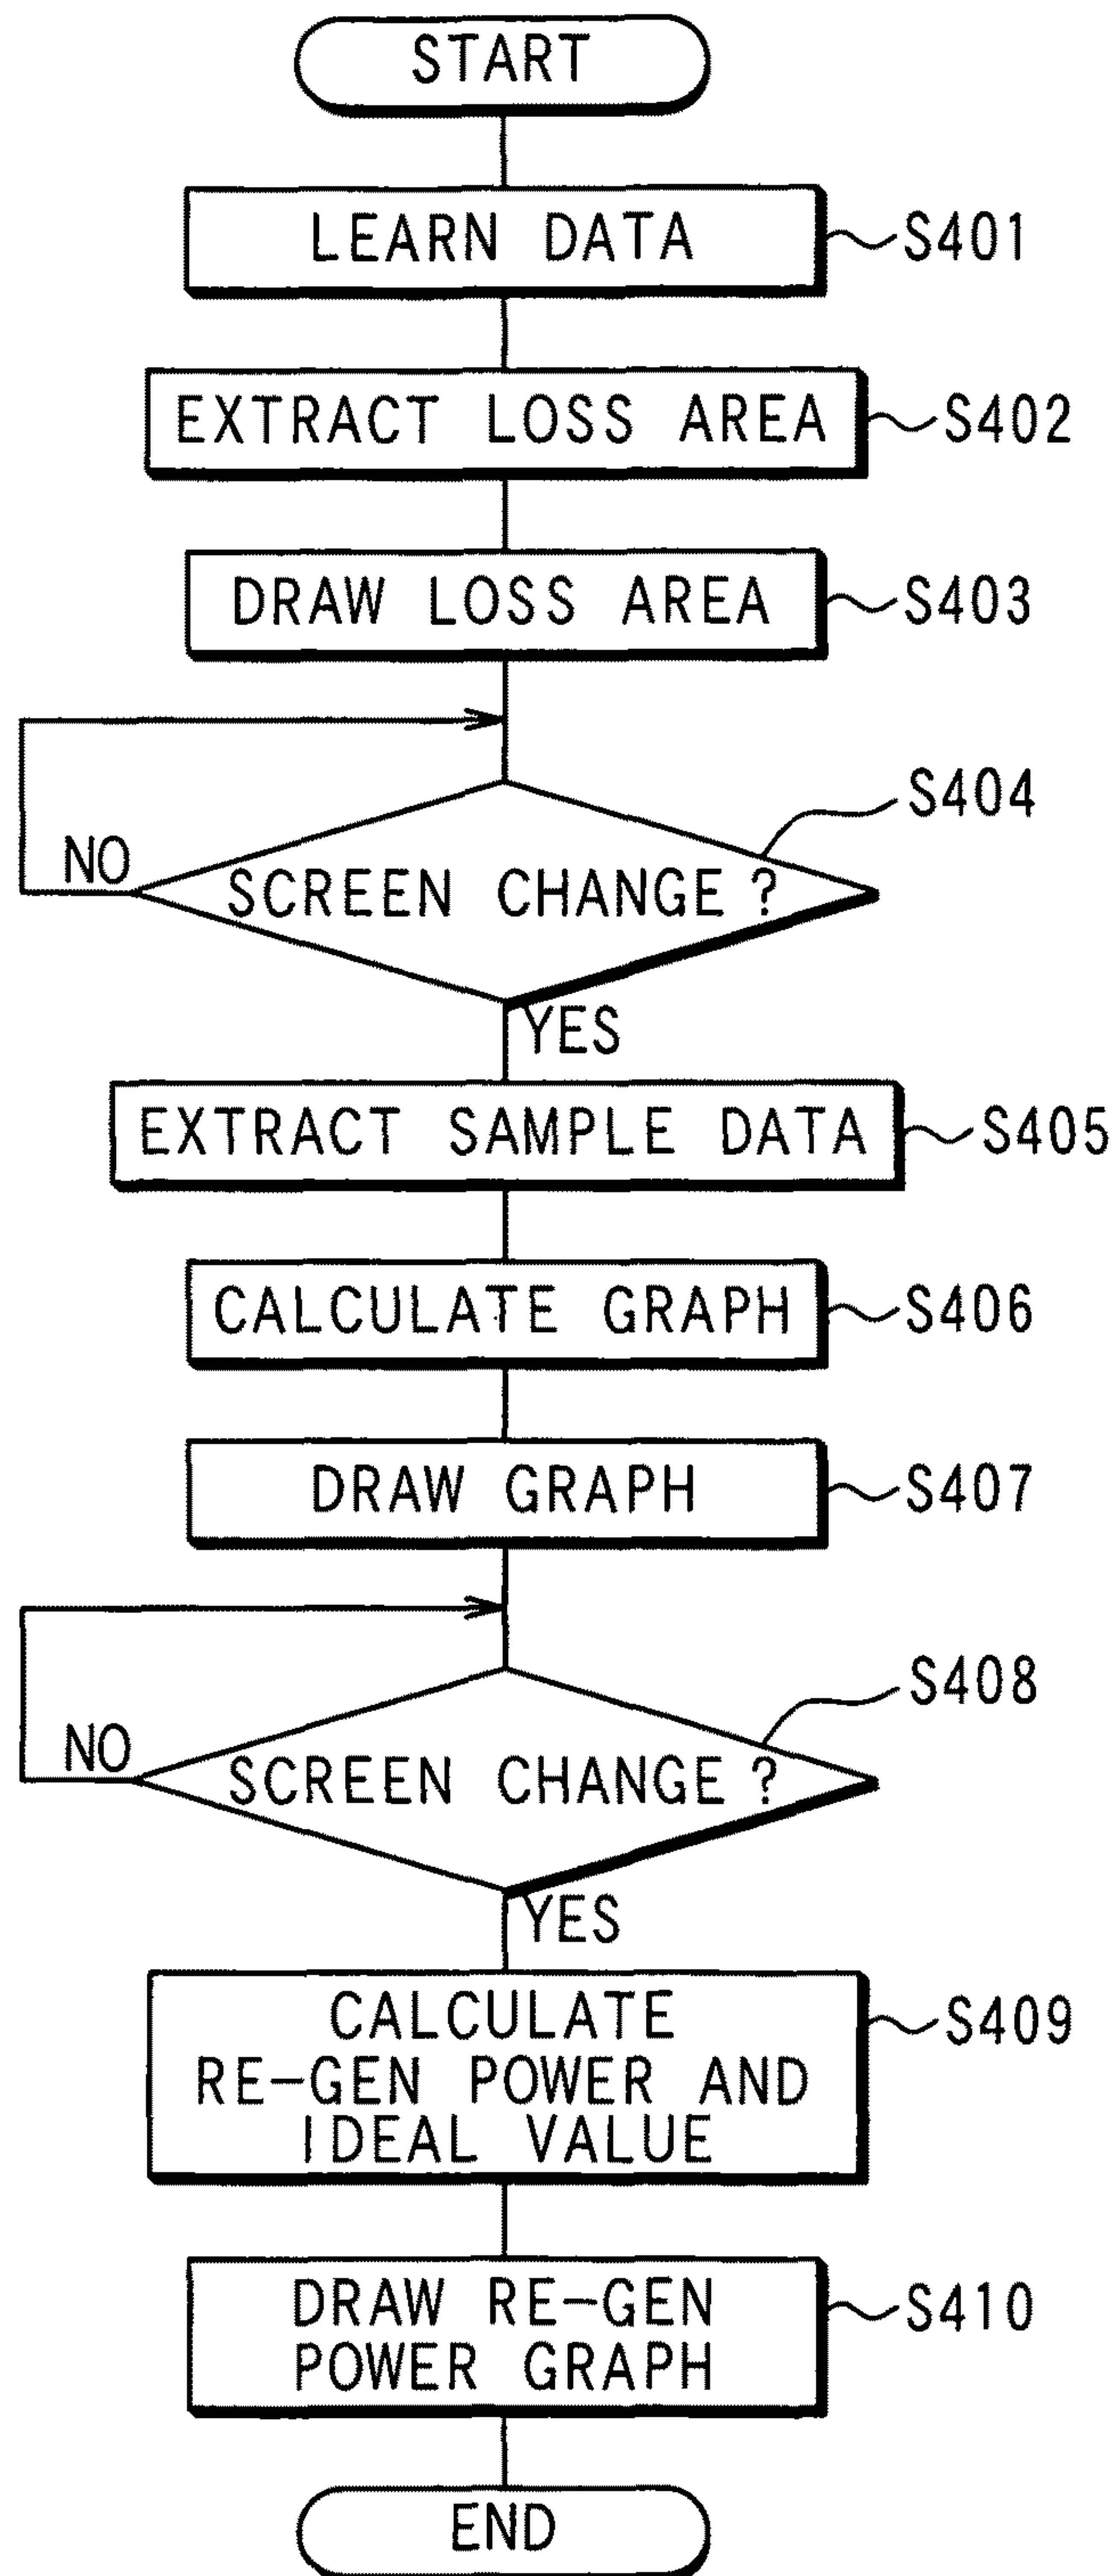 START
LEARN DATA
S401
EXTRACT LOSS AREA
S402
DRAW LOSS AREA
S403
S404
NO
SCREEN CHANGE ?
YES
EXTRACT SAMPLE DATA
S405
CALCULATE GRAPH
S406
DRAW GRAPH
S407
S408
NO
SCREEN CHANGE ?
YES
CALCULATE
RE-GEN POWER AND
IDEAL VALUE
S409
DRAW RE-GEN
POWER GRAPH
S410
END